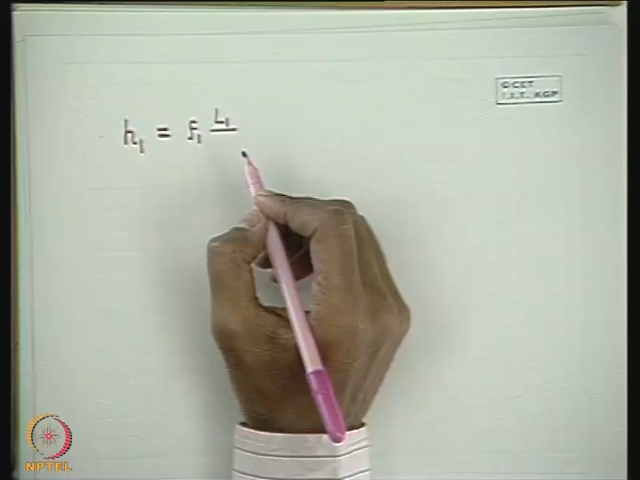 © CET
I.I.T. KGP
h₁ = f₁ L₁
NPTEL